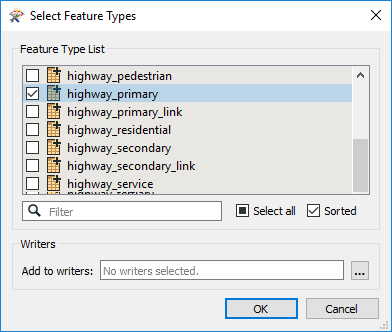 Select Feature Types
Feature Type List
highway_pedestrian
highway_primary
highway_primary_link
highway_residential
highway_secondary
highway_secondary_link
highway_service
highway_tertiary
Filter
Select all
Sorted
Writers
Add to writers: No writers selected. ...
OK Cancel